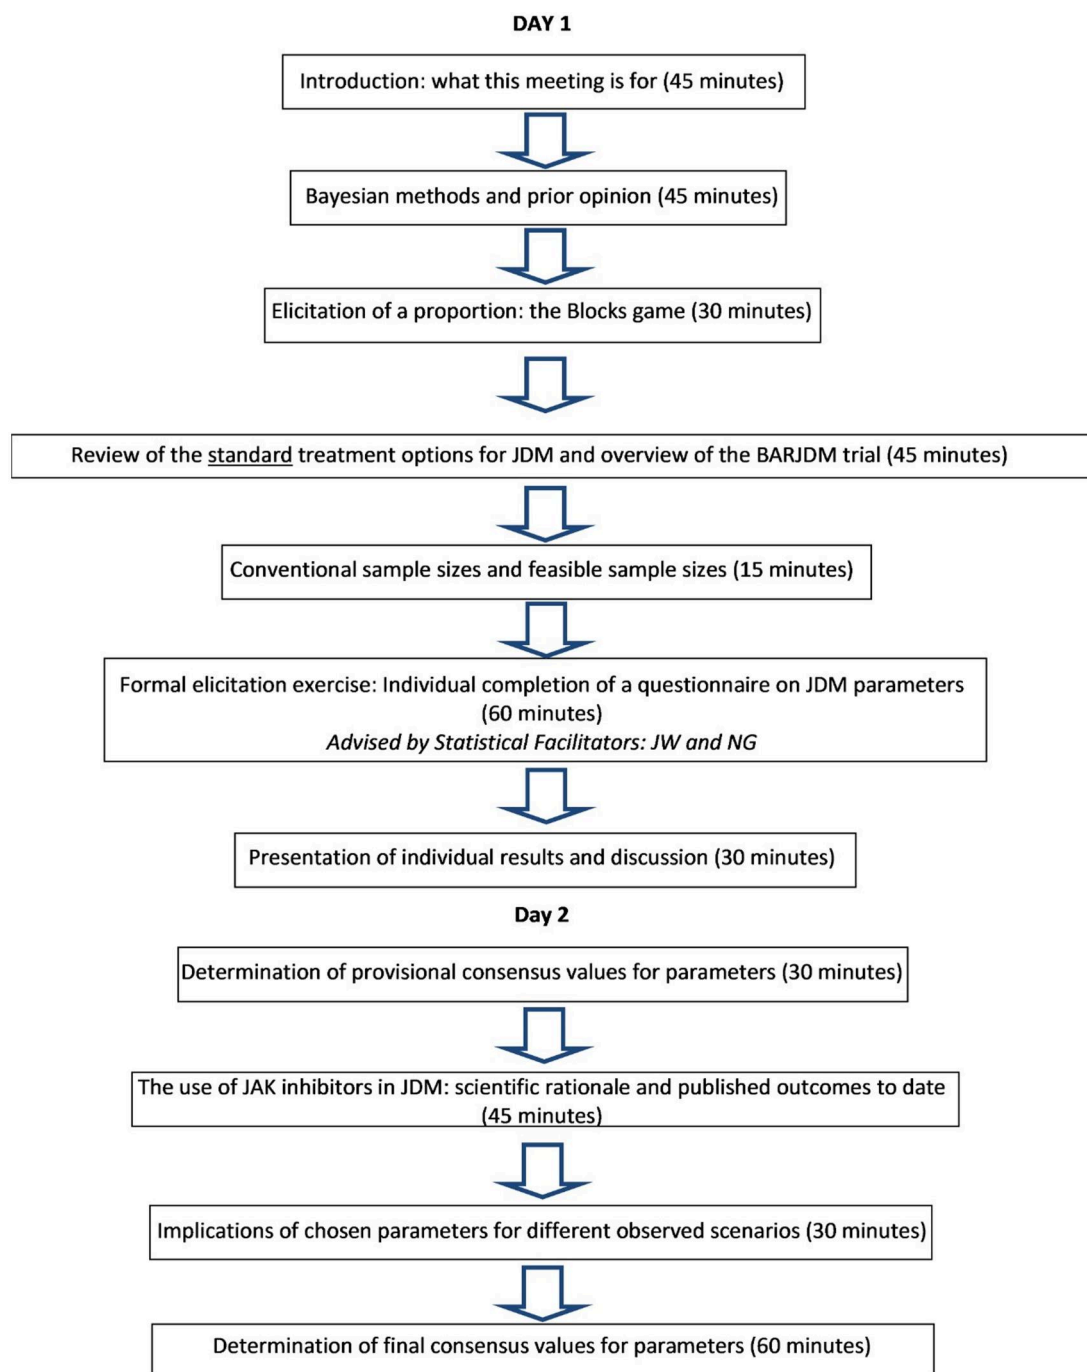 DAY 1
Introduction: what this meeting is for (45 minutes)
Bayesian methods and prior opinion (45 minutes)
Elicitation of a proportion: the Blocks game (30 minutes)
Review of the standard treatment options for JDM and overview of the BARJDM trial (45 minutes)
Conventional sample sizes and feasible sample sizes (15 minutes)
Formal elicitation exercise: Individual completion of a questionnaire on JDM parameters
(60 minutes)
Advised by Statistical Facilitators: JW and NG
Presentation of individual results and discussion (30 minutes)
Day 2
Determination of provisional consensus values for parameters (30 minutes)
The use of JAK inhibitors in JDM: scientific rationale and published outcomes to date
(45 minutes)
Implications of chosen parameters for different observed scenarios (30 minutes)
Determination of final consensus values for parameters (60 minutes)